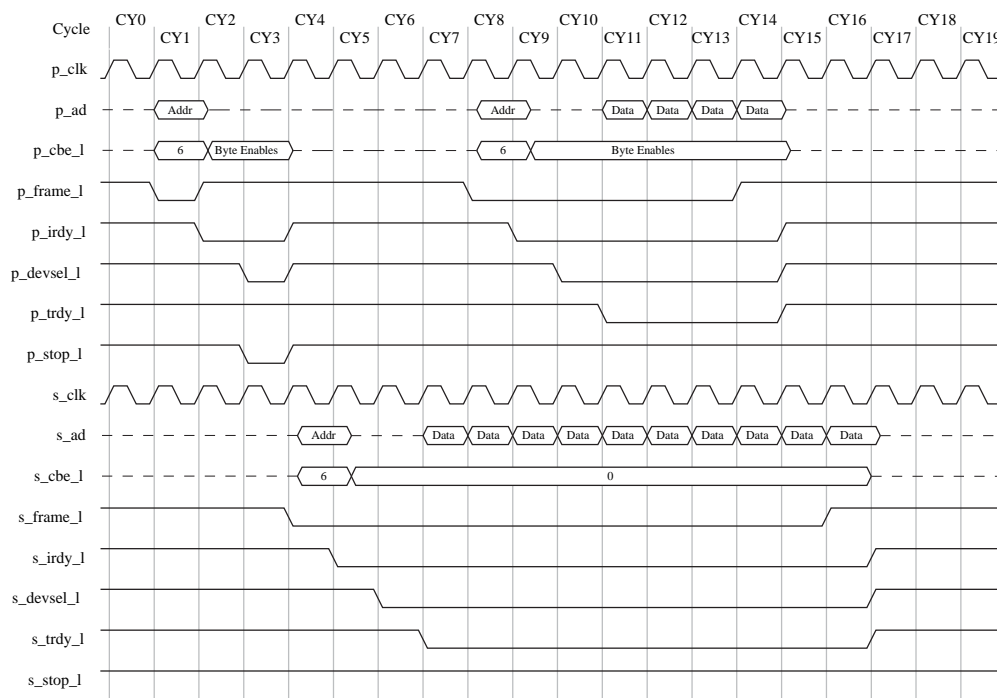 CY0 CY2 CY4 CY6 CY8 CY10 CY12 CY14 CY16 CY18
Cycle CY1 CY3 CY5 CY7 CY9 CY11 CY13 CY15 CY17 CY19
p_clk
p_ad Addr Addr Data Data Data Data
p_cbe_l 6 Byte Enables 6 Byte Enables
p_frame_l
p_irdy_l
p_devsel_l
p_trdy_l
p_stop_l
s_clk
s_ad Addr Data Data Data Data Data Data Data Data Data Data
s_cbe_l 6 0
s_frame_l
s_irdy_l
s_devsel_l
s_trdy_l
s_stop_l